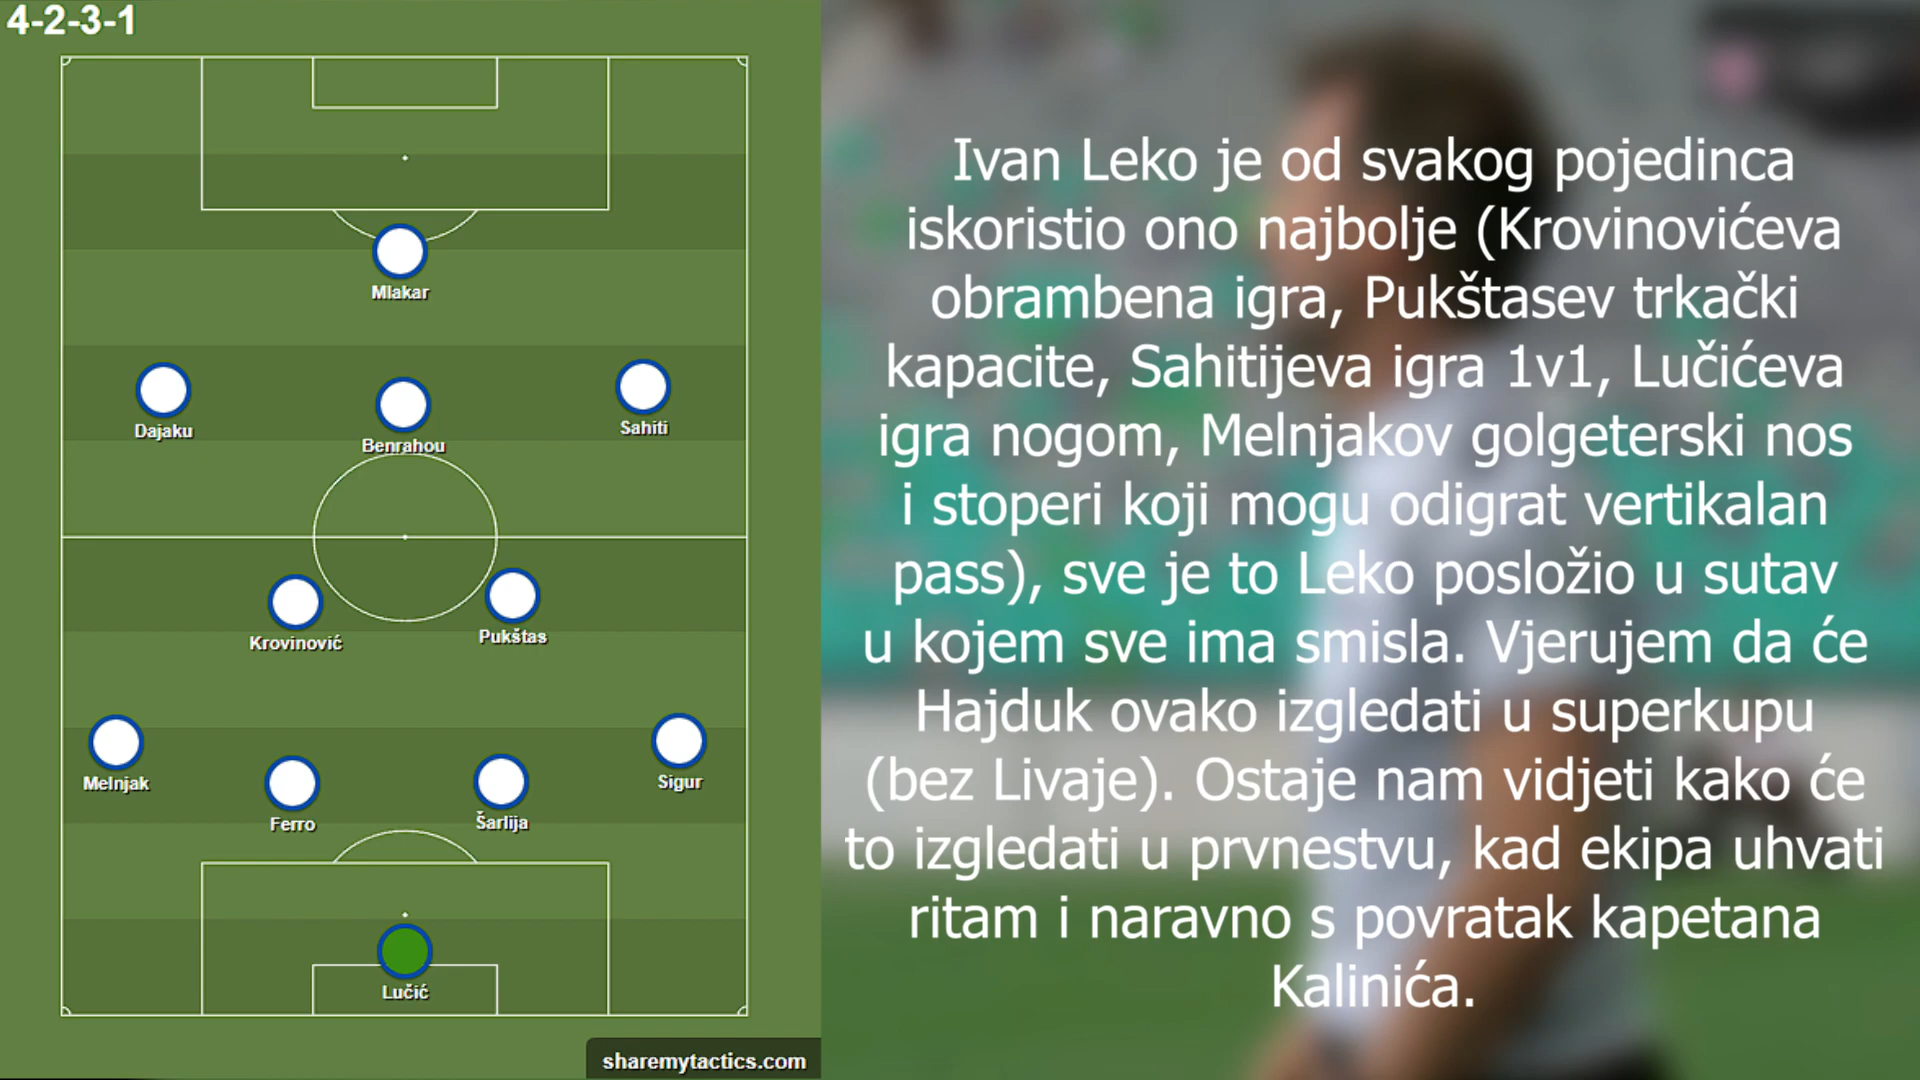 4-2-3-1
Mlakar
Dajaku
Benrahou
Sahiti
Krovinović
Pukštas
Melnjak
Ferro
Šarlija
Sigur
Lučić
sharemytactics.com
Ivan Leko je od svakog pojedinca
iskoristio ono najbolje (Krovinovićeva
obrambena igra, Pukštasev trkački
kapacite, Sahitijeva igra 1v1, Lučićeva
igra nogom, Melnjakov golgeterski nos
i stoperi koji mogu odigrat vertikalan
pass), sve je to Leko posložio u sutav
u kojem sve ima smisla. Vjerujem da će
Hajduk ovako izgledati u superkupu
(bez Livaje). Ostaje nam vidjeti kako će
to izgledati u prvnestvu, kad ekipa uhvati
ritam i naravno s povratak kapetana
Kalinića.